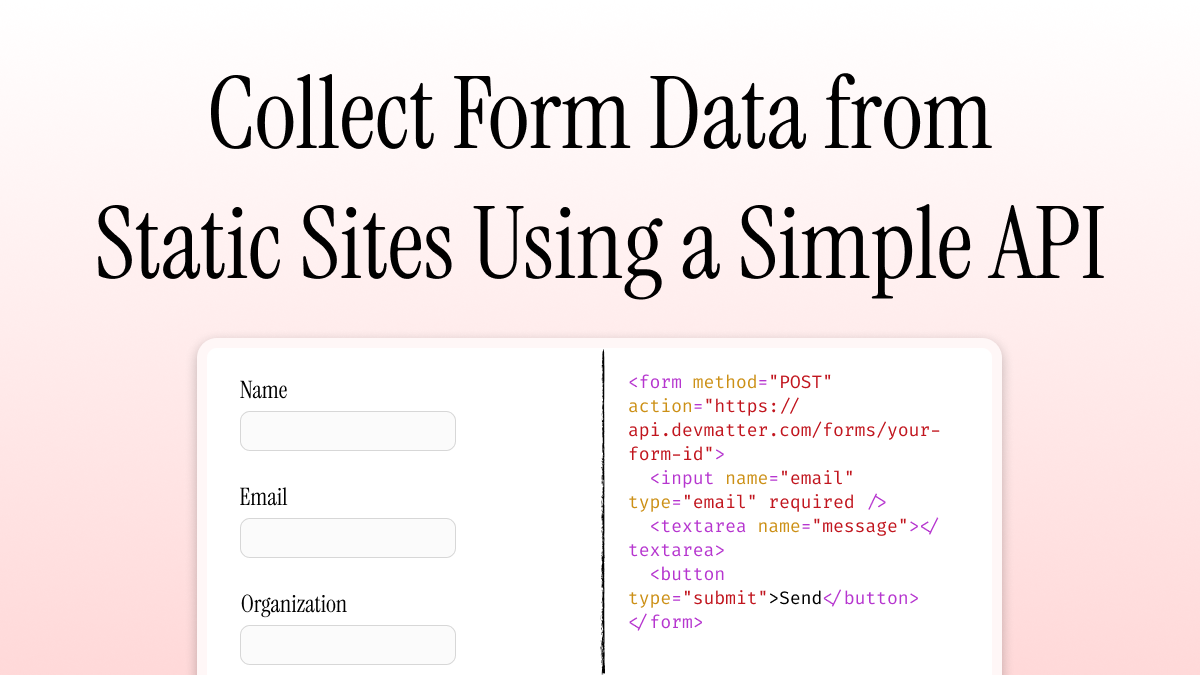 Collect Form Data from
Static Sites Using a Simple API
Name
Email
Organization
<form method="POST"
action="https://
api.devmatter.com/forms/your-
form-id">
  <input name="email"
type="email" required />
  <textarea name="message"></
textarea>
  <button
type="submit">Send</button>
</form>